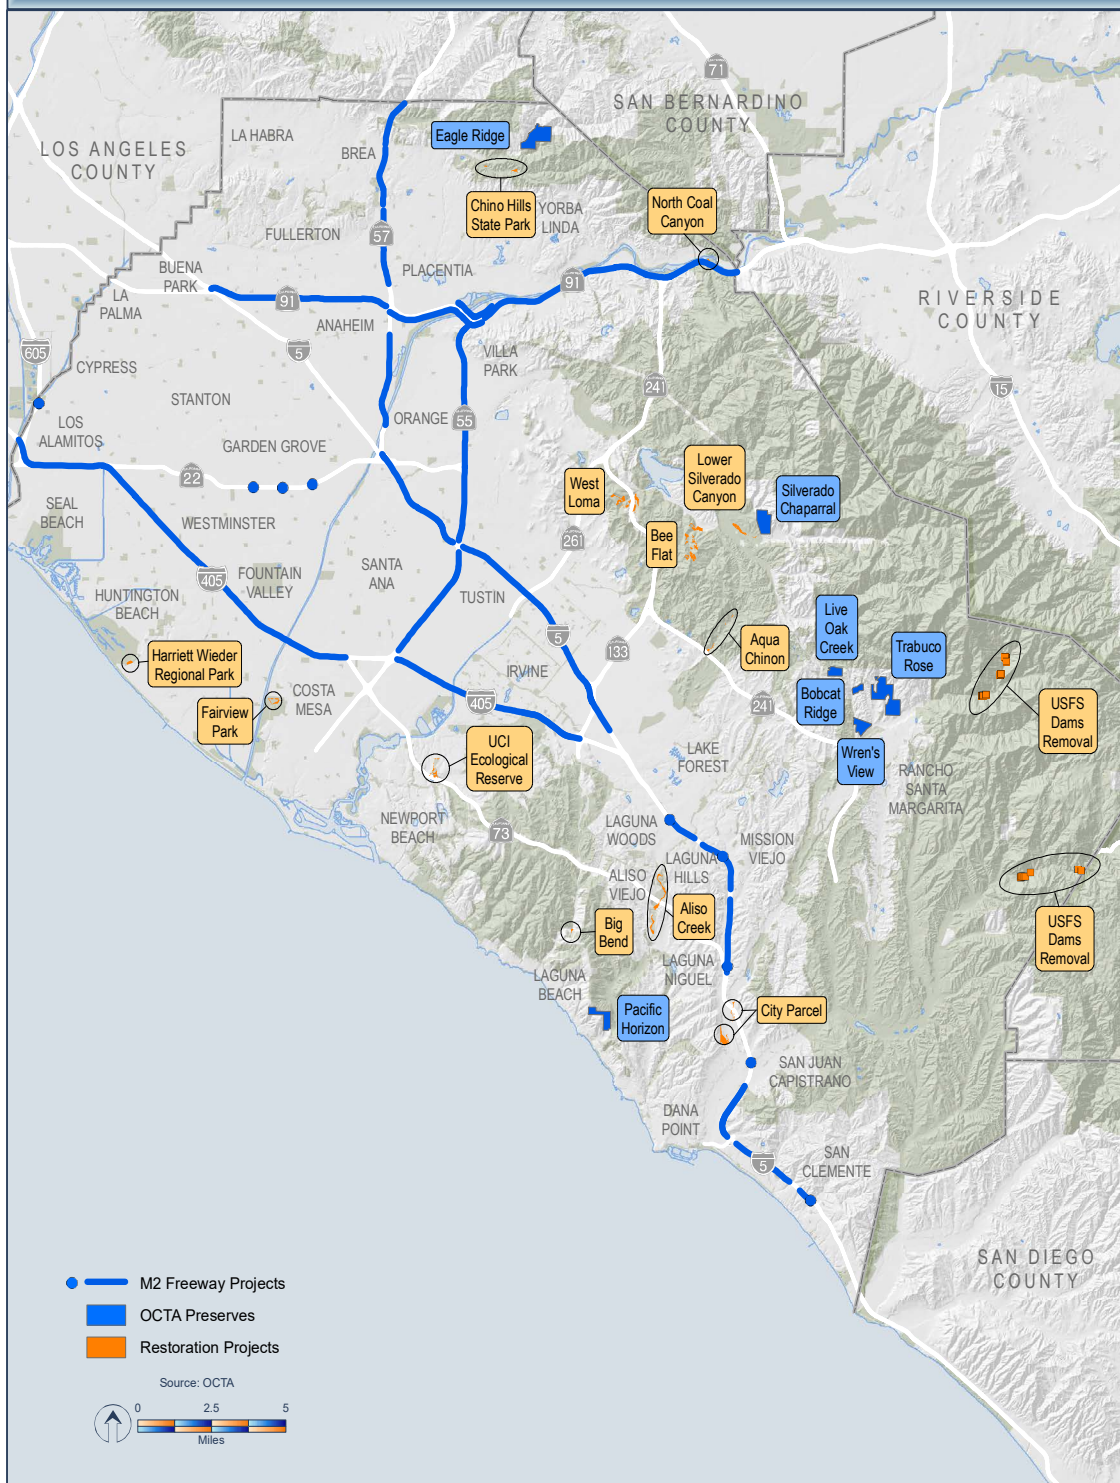 71
SAN BERNARDINO
COUNTY
LA HABRA
Eagle Ridge
LOS ANGELES
COUNTY
BREA
Chino Hills
State Park
YORBA
LINDA
North Coal
Canyon
FULLERTON
57
BUENA
PARK
PLACENTIA
91
LA
PALMA
91
RIVERSIDE
COUNTY
ANAHEIM
605
5
VILLA
PARK
CYPRESS
241
15
STANTON
LOS
ALAMITOS
ORANGE
55
GARDEN GROVE
22
Lower
Silverado
Canyon
West
Loma
Silverado
Chaparral
SEAL
BEACH
WESTMINSTER
261
Bee
Flat
405
FOUNTAIN
VALLEY
SANTA
ANA
TUSTIN
HUNTINGTON
BEACH
Live
Oak
Creek
5
133
Aqua
Chinon
Trabuco
Rose
Harriett Wieder
Regional Park
IRVINE
Bobcat
Ridge
COSTA
MESA
405
241
USFS
Dams
Removal
Fairview
Park
UCI
Ecological
Reserve
LAKE
FOREST
Wren's
View
RANCHO
SANTA
MARGARITA
NEWPORT
BEACH
73
LAGUNA
WOODS
MISSION
VIEJO
LAGUNA
HILLS
ALISO
VIEJO
Aliso
Creek
Big
Bend
USFS
Dams
Removal
LAGUNA
NIGUEL
LAGUNA
BEACH
Pacific
Horizon
City Parcel
SAN JUAN
CAPISTRANO
DANA
POINT
5
SAN
CLEMENTE
SAN DIEGO
COUNTY
M2 Freeway Projects
OCTA Preserves
Restoration Projects
Source: OCTA
0 2.5 5
Miles